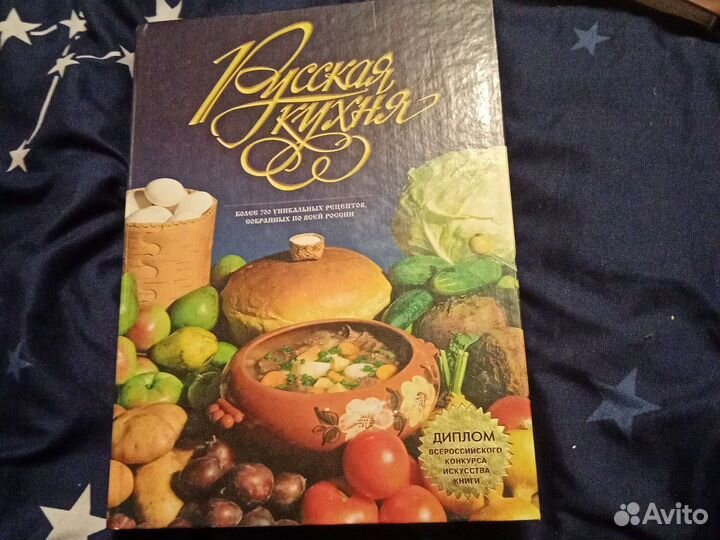 Русская
кухня
БОЛЕЕ 700 УНИКАЛЬНЫХ РЕЦЕПТОВ,
СОБРАННЫХ ПО ВСЕЙ РОССИИ
ДИПЛОМ
ВСЕРОССИЙСКОГО
КОНКУРСА
ИСКУССТВА
КНИГИ
Avito